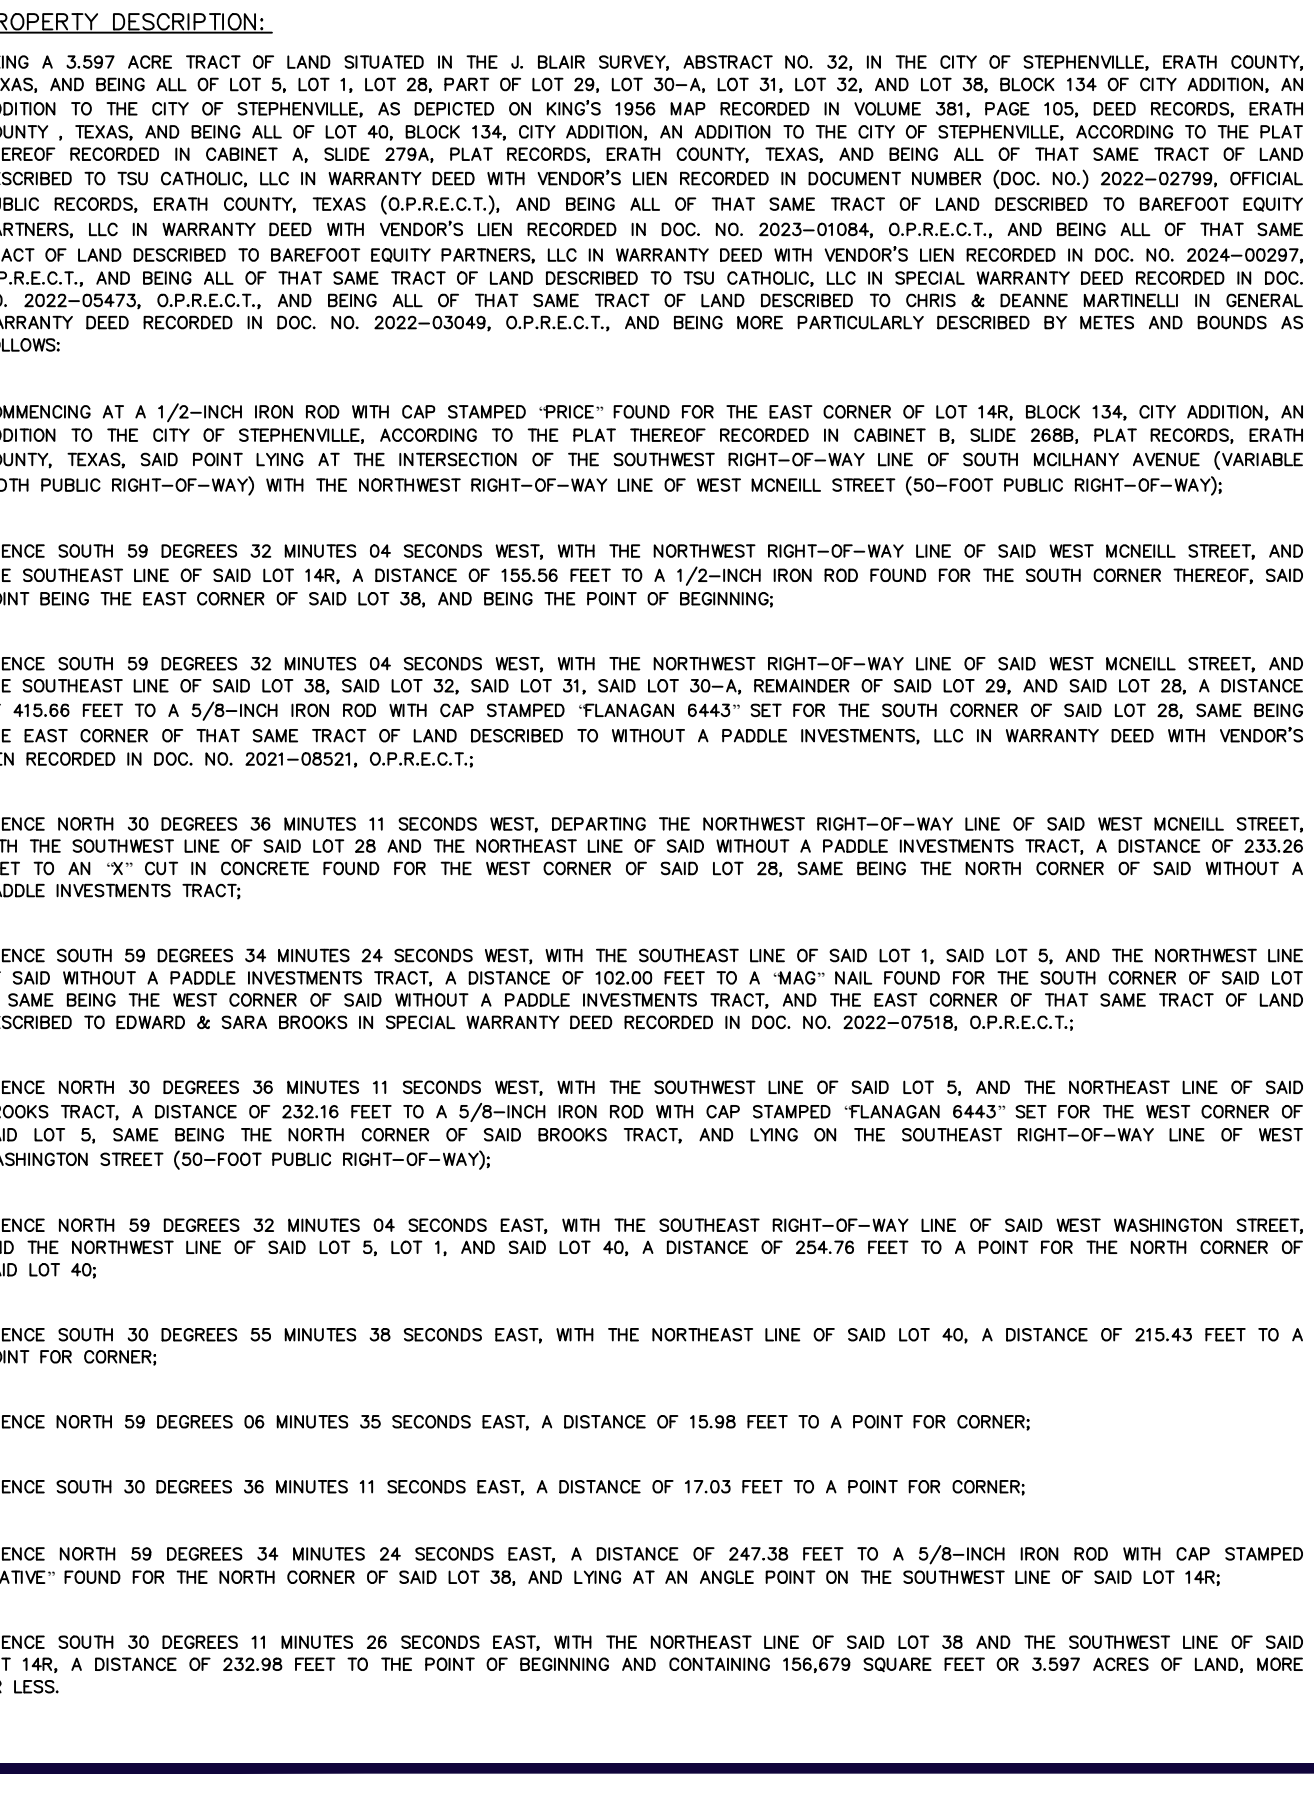 ROPERTY DESCRIPTION:
ING A 3.597 ACRE TRACT OF LAND SITUATED IN THE J. BLAIR SURVEY, ABSTRACT NO. 32, IN THE CITY OF STEPHENVILLE, ERATH COUNTY,
XAS, AND BEING ALL OF LOT 5, LOT 1, LOT 28, PART OF LOT 29, LOT 30-A, LOT 31, LOT 32, AND LOT 38, BLOCK 134 OF CITY ADDITION, AN
DITION TO THE CITY OF STEPHENVILLE, AS DEPICTED ON KING'S 1956 MAP RECORDED IN VOLUME 381, PAGE 105, DEED RECORDS, ERATH
OUNTY , TEXAS, AND BEING ALL OF LOT 40, BLOCK 134, CITY ADDITION, AN ADDITION TO THE CITY OF STEPHENVILLE, ACCORDING TO THE PLAT
EREOF RECORDED IN CABINET A, SLIDE 279A, PLAT RECORDS, ERATH COUNTY, TEXAS, AND BEING ALL OF THAT SAME TRACT OF LAND
SCRIBED TO TSU CATHOLIC, LLC IN WARRANTY DEED WITH VENDOR'S LIEN RECORDED IN DOCUMENT NUMBER (DOC. NO.) 2022-02799, OFFICIAL
BLIC RECORDS, ERATH COUNTY, TEXAS (O.P.R.E.C.T.), AND BEING ALL OF THAT SAME TRACT OF LAND DESCRIBED TO BAREFOOT EQUITY
ARTNERS, LLC IN WARRANTY DEED WITH VENDOR'S LIEN RECORDED IN DOC. NO. 2023-01084, O.P.R.E.C.T., AND BEING ALL OF THAT SAME
ACT OF LAND DESCRIBED TO BAREFOOT EQUITY PARTNERS, LLC IN WARRANTY DEED WITH VENDOR'S LIEN RECORDED IN DOC. NO. 2024-00297,
P.R.E.C.T., AND BEING ALL OF THAT SAME TRACT OF LAND DESCRIBED TO TSU CATHOLIC, LLC IN SPECIAL WARRANTY DEED RECORDED IN DOC.
O. 2022-05473, O.P.R.E.C.T., AND BEING ALL OF THAT SAME TRACT OF LAND DESCRIBED TO CHRIS & DEANNE MARTINELLI IN GENERAL
ARRANTY DEED RECORDED IN DOC. NO. 2022-03049, O.P.R.E.C.T., AND BEING MORE PARTICULARLY DESCRIBED BY METES AND BOUNDS AS
OLLOWS:
OMMENCING AT A 1/2-INCH IRON ROD WITH CAP STAMPED "PRICE" FOUND FOR THE EAST CORNER OF LOT 14R, BLOCK 134, CITY ADDITION, AN
DITION TO THE CITY OF STEPHENVILLE, ACCORDING TO THE PLAT THEREOF RECORDED IN CABINET B, SLIDE 268B, PLAT RECORDS, ERATH
OUNTY, TEXAS, SAID POINT LYING AT THE INTERSECTION OF THE SOUTHWEST RIGHT-OF-WAY LINE OF SOUTH MCILHANY AVENUE (VARIABLE
DTH PUBLIC RIGHT-OF-WAY) WITH THE NORTHWEST RIGHT-OF-WAY LINE OF WEST MCNEILL STREET (50-FOOT PUBLIC RIGHT-OF-WAY);
ENCE SOUTH 59 DEGREES 32 MINUTES 04 SECONDS WEST, WITH THE NORTHWEST RIGHT-OF-WAY LINE OF SAID WEST MCNEILL STREET, AND
E SOUTHEAST LINE OF SAID LOT 14R, A DISTANCE OF 155.56 FEET TO A 1/2-INCH IRON ROD FOUND FOR THE SOUTH CORNER THEREOF, SAID
OINT BEING THE EAST CORNER OF SAID LOT 38, AND BEING THE POINT OF BEGINNING;
ENCE SOUTH 59 DEGREES 32 MINUTES 04 SECONDS WEST, WITH THE NORTHWEST RIGHT-OF-WAY LINE OF SAID WEST MCNEILL STREET, AND
E SOUTHEAST LINE OF SAID LOT 38, SAID LOT 32, SAID LOT 31, SAID LOT 30-A, REMAINDER OF SAID LOT 29, AND SAID LOT 28, A DISTANCE
415.66 FEET TO A 5/8-INCH IRON ROD WITH CAP STAMPED "FLANAGAN 6443" SET FOR THE SOUTH CORNER OF SAID LOT 28, SAME BEING
E EAST CORNER OF THAT SAME TRACT OF LAND DESCRIBED TO WITHOUT A PADDLE INVESTMENTS, LLC IN WARRANTY DEED WITH VENDOR'S
EN RECORDED IN DOC. NO. 2021-08521, O.P.R.E.C.T.;
ENCE NORTH 30 DEGREES 36 MINUTES 11 SECONDS WEST, DEPARTING THE NORTHWEST RIGHT-OF-WAY LINE OF SAID WEST MCNEILL STREET,
TH THE SOUTHWEST LINE OF SAID LOT 28 AND THE NORTHEAST LINE OF SAID WITHOUT A PADDLE INVESTMENTS TRACT, A DISTANCE OF 233.26
ET TO AN "X" CUT IN CONCRETE FOUND FOR THE WEST CORNER OF SAID LOT 28, SAME BEING THE NORTH CORNER OF SAID WITHOUT A
ADDLE INVESTMENTS TRACT;
ENCE SOUTH 59 DEGREES 34 MINUTES 24 SECONDS WEST, WITH THE SOUTHEAST LINE OF SAID LOT 1, SAID LOT 5, AND THE NORTHWEST LINE
SAID WITHOUT A PADDLE INVESTMENTS TRACT, A DISTANCE OF 102.00 FEET TO A "MAG" NAIL FOUND FOR THE SOUTH CORNER OF SAID LOT
SAME BEING THE WEST CORNER OF SAID WITHOUT A PADDLE INVESTMENTS TRACT, AND THE EAST CORNER OF THAT SAME TRACT OF LAND
SCRIBED TO EDWARD & SARA BROOKS IN SPECIAL WARRANTY DEED RECORDED IN DOC. NO. 2022-07518, O.P.R.E.C.T.;
ENCE NORTH 30 DEGREES 36 MINUTES 11 SECONDS WEST, WITH THE SOUTHWEST LINE OF SAID LOT 5, AND THE NORTHEAST LINE OF SAID
ROOKS TRACT, A DISTANCE OF 232.16 FEET TO A 5/8-INCH IRON ROD WITH CAP STAMPED "FLANAGAN 6443" SET FOR THE WEST CORNER OF
AID LOT 5, SAME BEING THE NORTH CORNER OF SAID BROOKS TRACT, AND LYING ON THE SOUTHEAST RIGHT-OF-WAY LINE OF WEST
ASHINGTON STREET (50-FOOT PUBLIC RIGHT-OF-WAY);
ENCE NORTH 59 DEGREES 32 MINUTES 04 SECONDS EAST, WITH THE SOUTHEAST RIGHT-OF-WAY LINE OF SAID WEST WASHINGTON STREET,
ND THE NORTHWEST LINE OF SAID LOT 5, LOT 1, AND SAID LOT 40, A DISTANCE OF 254.76 FEET TO A POINT FOR THE NORTH CORNER OF
AID LOT 40;
ENCE SOUTH 30 DEGREES 55 MINUTES 38 SECONDS EAST, WITH THE NORTHEAST LINE OF SAID LOT 40, A DISTANCE OF 215.43 FEET TO A
OINT FOR CORNER;
ENCE NORTH 59 DEGREES 06 MINUTES 35 SECONDS EAST, A DISTANCE OF 15.98 FEET TO A POINT FOR CORNER;
ENCE SOUTH 30 DEGREES 36 MINUTES 11 SECONDS EAST, A DISTANCE OF 17.03 FEET TO A POINT FOR CORNER;
ENCE NORTH 59 DEGREES 34 MINUTES 24 SECONDS EAST, A DISTANCE OF 247.38 FEET TO A 5/8-INCH IRON ROD WITH CAP STAMPED
ATIVE" FOUND FOR THE NORTH CORNER OF SAID LOT 38, AND LYING AT AN ANGLE POINT ON THE SOUTHWEST LINE OF SAID LOT 14R;
ENCE SOUTH 30 DEGREES 11 MINUTES 26 SECONDS EAST, WITH THE NORTHEAST LINE OF SAID LOT 38 AND THE SOUTHWEST LINE OF SAID
T 14R, A DISTANCE OF 232.98 FEET TO THE POINT OF BEGINNING AND CONTAINING 156,679 SQUARE FEET OR 3.597 ACRES OF LAND, MORE
R LESS.